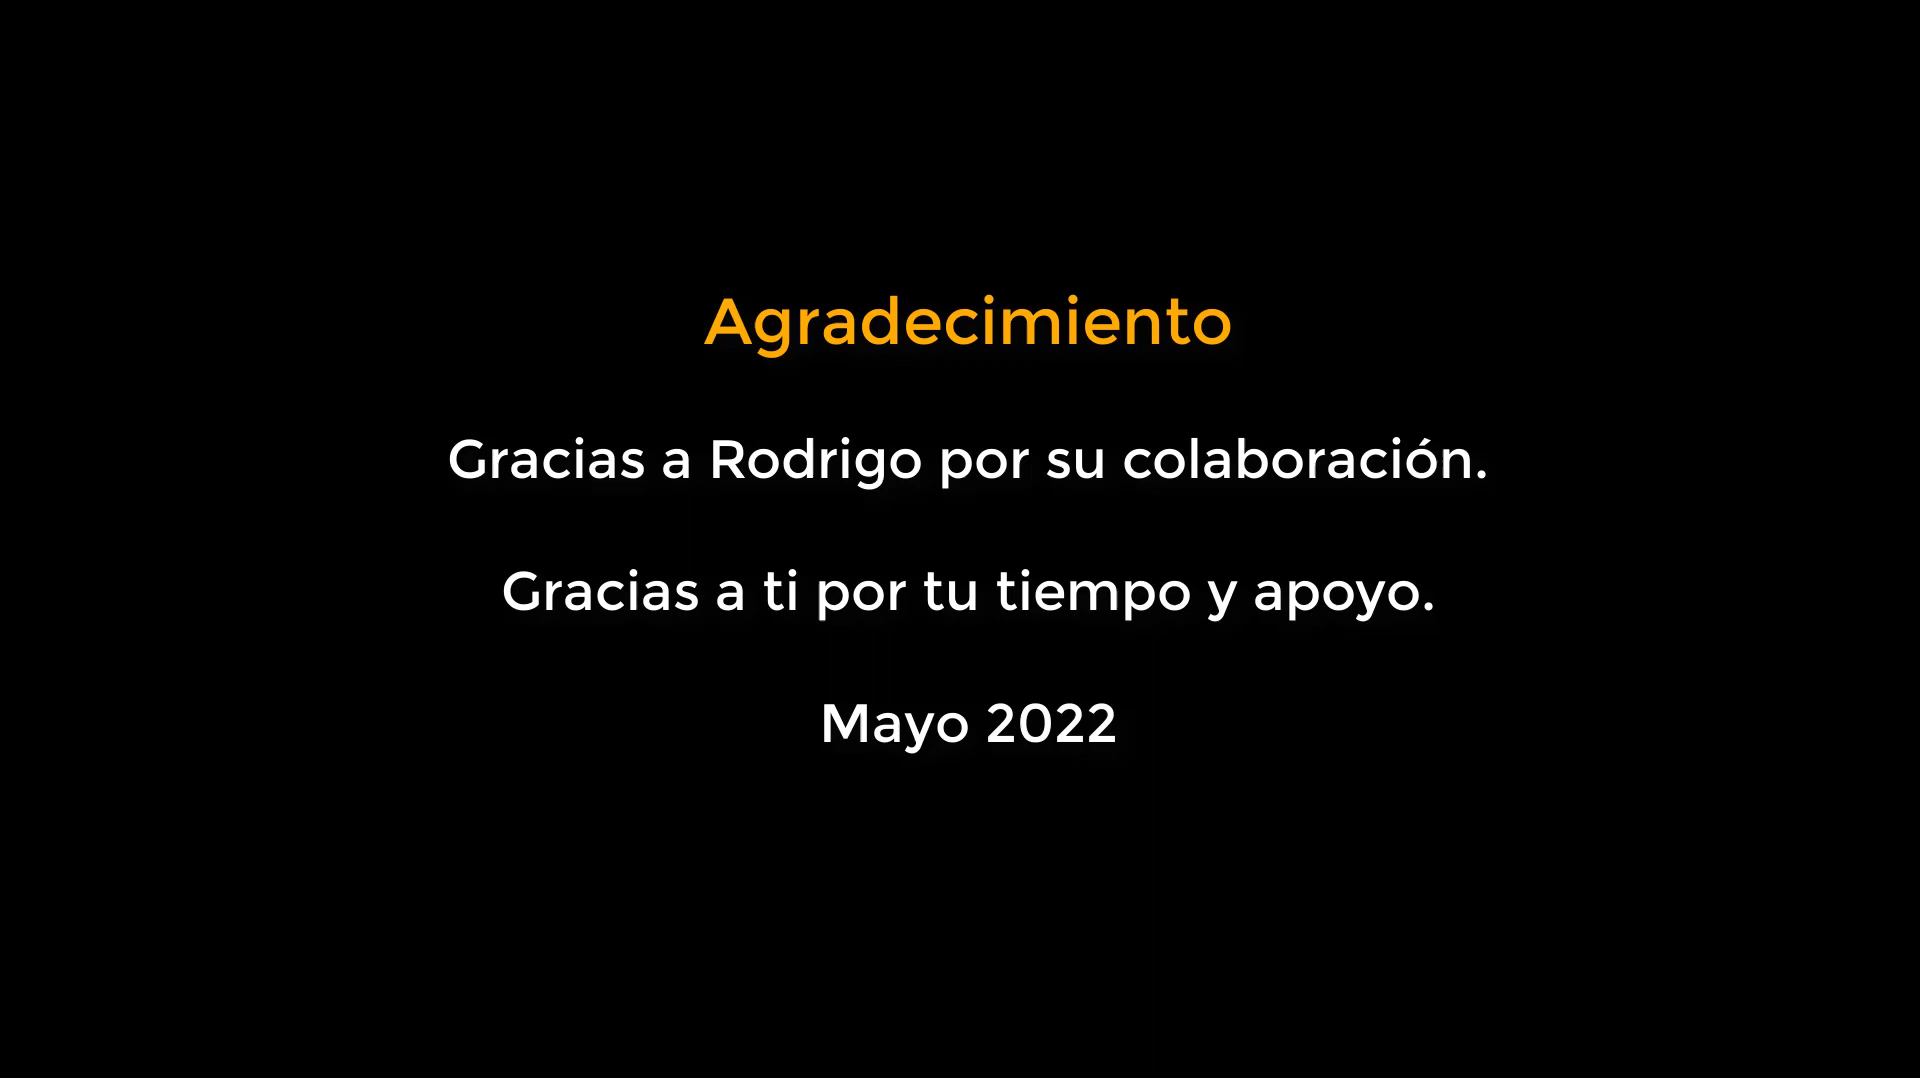 Agradecimiento
Gracias a Rodrigo por su colaboración.
Gracias a ti por tu tiempo y apoyo.
Mayo 2022